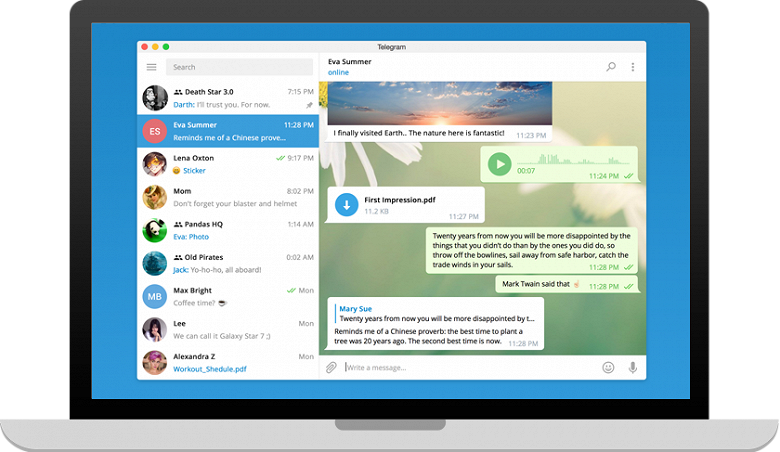 Telegram
Search
Death Star 3.0 7:15 PM
Darth: I'll trust you. For now.
ES
Eva Summer 11:28 PM
Reminds me of a Chinese prove...
Lena Oxton 9:17 PM
Sticker
Mom 8:02 PM
Don't forget your blaster and helmet
Pandas HQ 1:14 AM
Eva: Photo
Old Pirates 0:02 AM
Jack: Yo-ho-ho, all aboard!
MB
Max Bright Mon
Coffee time? ☕
Lee Mon
We can call it Galaxy Star 7 ;)
Alexandra Z Mon
Workout_Shedule.pdf
Eva Summer
online
I finally visited Earth.. The nature here is fantastic! 11:23 PM
00:07 11:24 PM
First Impression.pdf
11.2 KB
11:27 PM
Twenty years from now you will be more disappointed by the
things that you didn't do than by the ones you did do, so
throw off the bowlines, sail away from safe harbor, catch the
trade winds in your sails. 11:28 PM
Mark Twain said that ☝ 11:28 PM
Mary Sue
Twenty years from now you will be more disappointed by t...
Reminds me of a Chinese proverb: the best time to plant a
tree was 20 years ago. The second best time is now. 11:28 PM
Write a message...